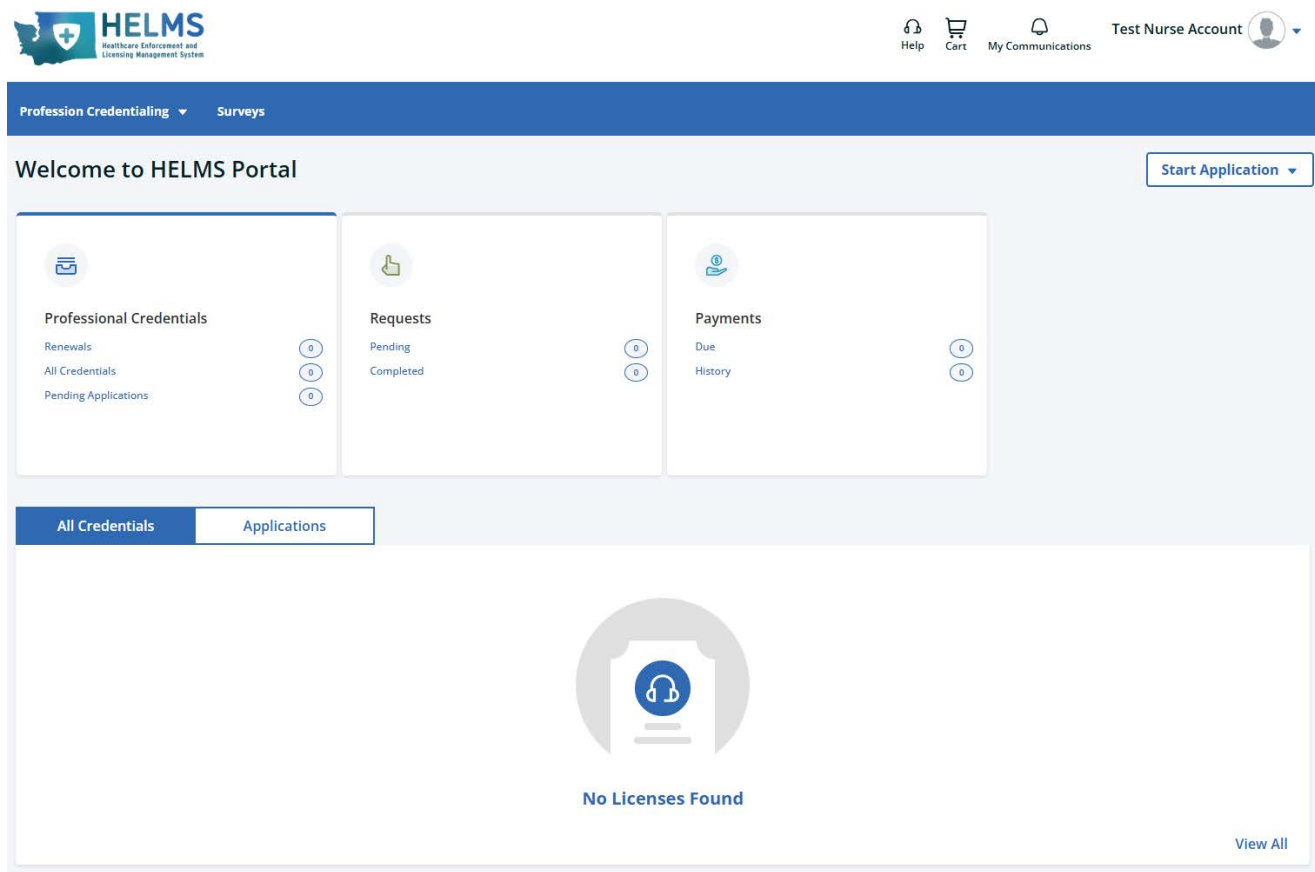 HELMS
Healthcare Enforcement and
Licensing Management System
Help
Cart
My Communications
Test Nurse Account
Profession Credentialing
Surveys
Welcome to HELMS Portal
Start Application
Professional Credentials
Renewals 0
All Credentials 0
Pending Applications 0
Requests
Pending 0
Completed 0
Payments
Due 0
History 0
All Credentials
Applications
No Licenses Found
View All